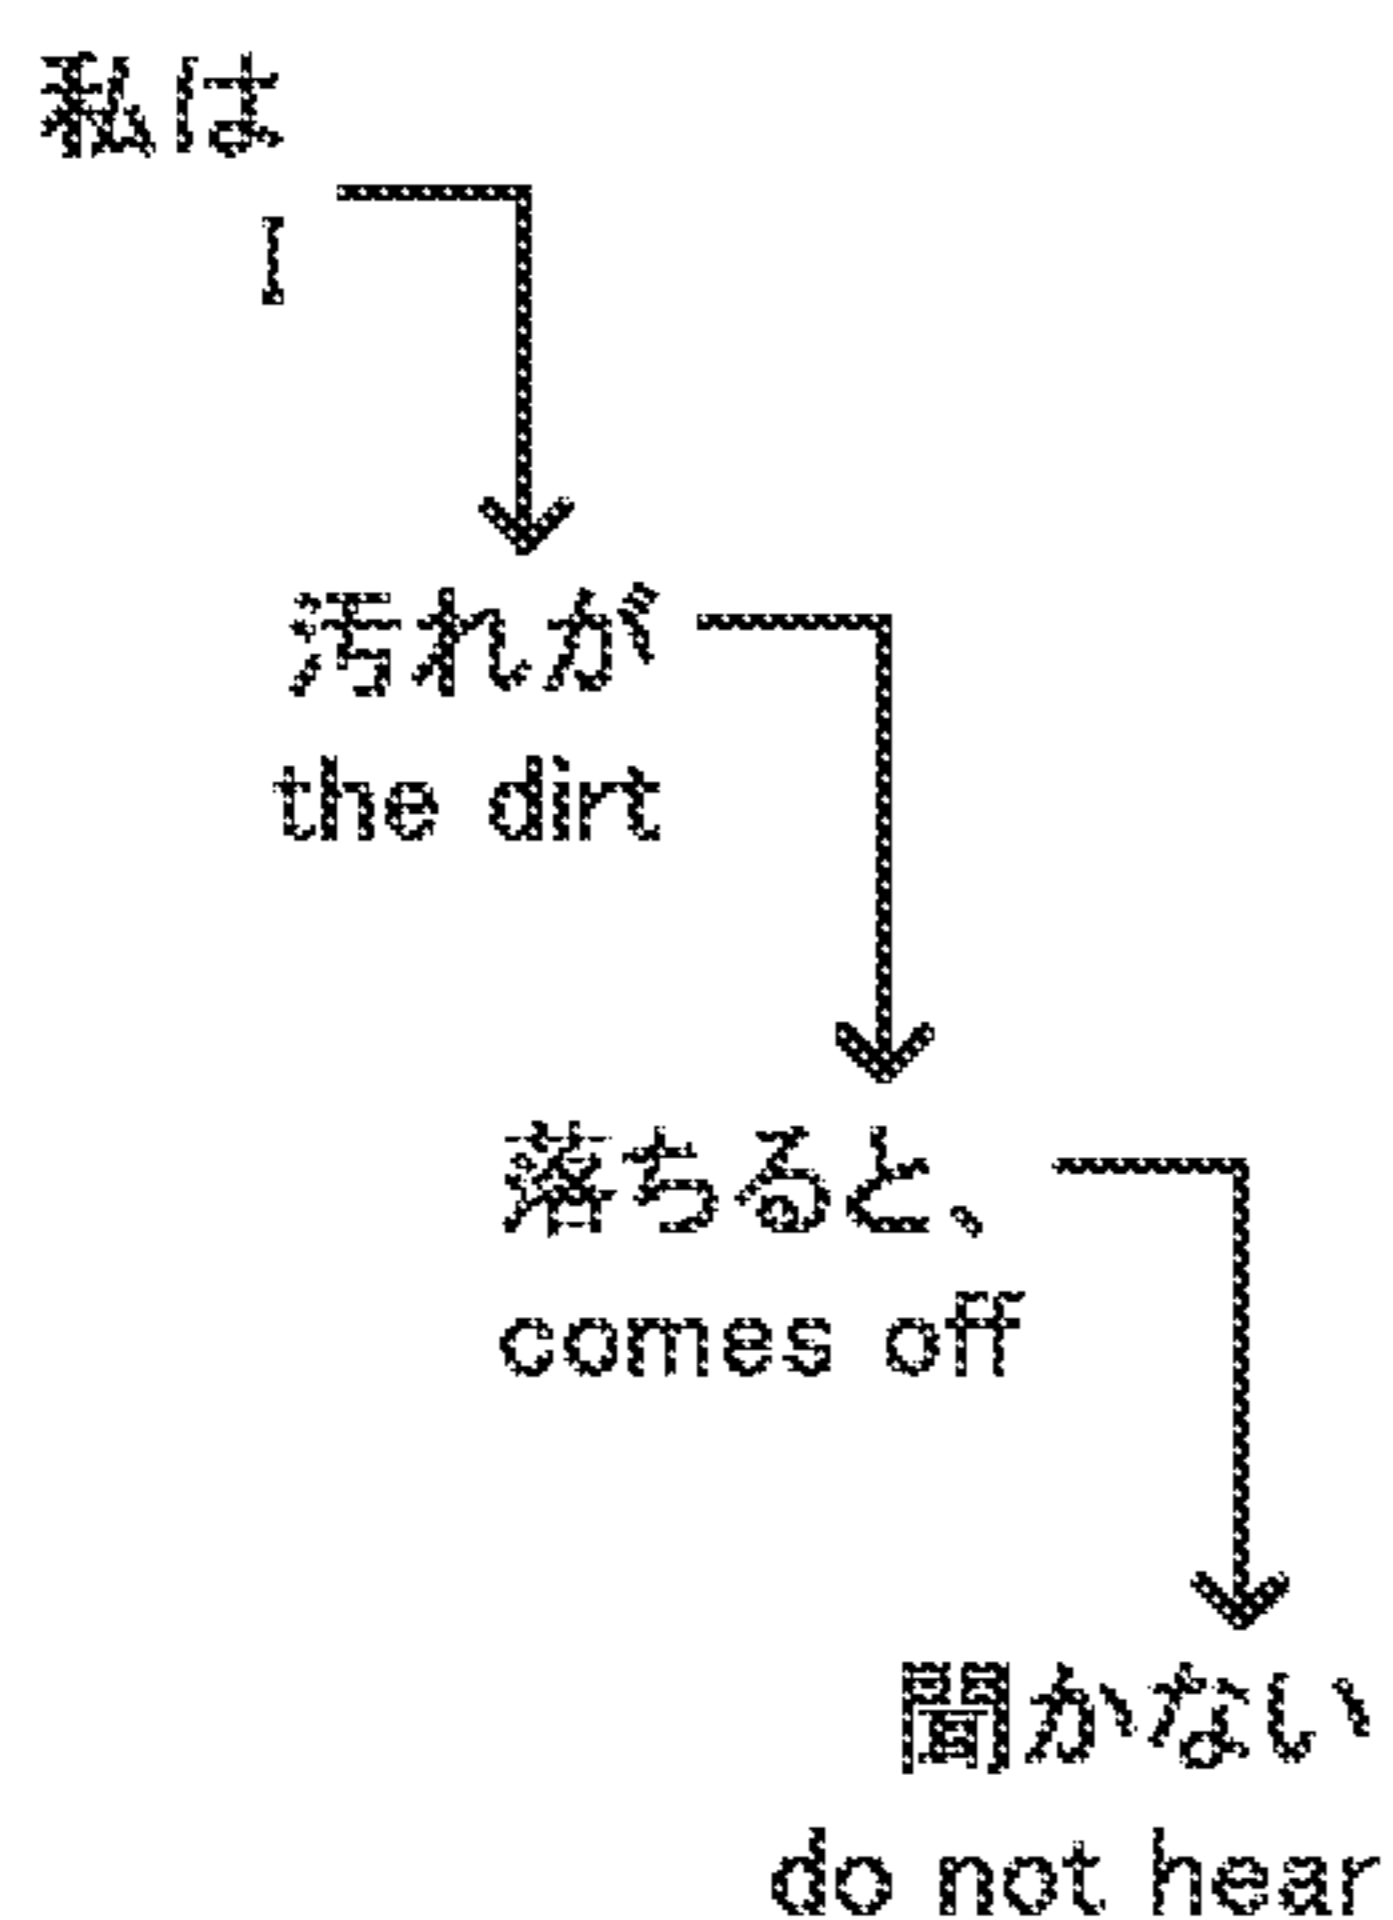 私は
I
汚れが
the dirt
落ちると、
comes off
聞かない
do not hear